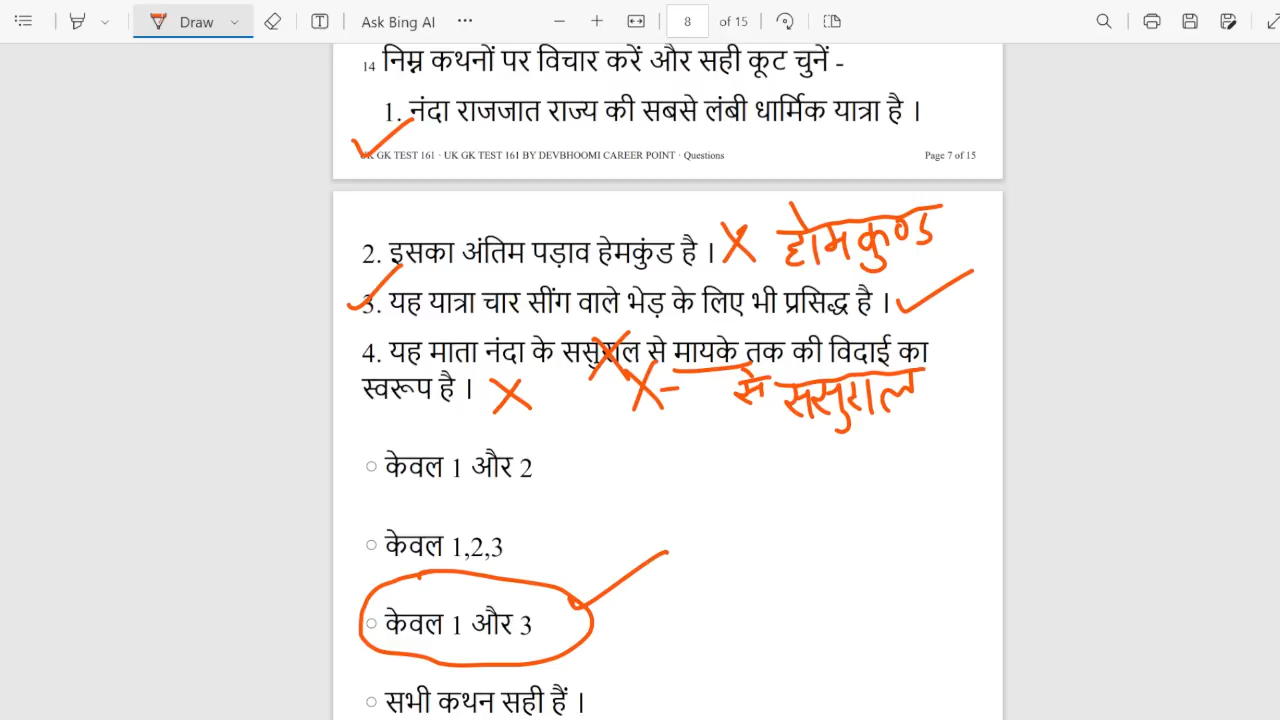 Draw
Ask Bing AI
8 of 15
14 निम्न कथनों पर विचार करें और सही कूट चुनें -
1. नंदा राजजात राज्य की सबसे लंबी धार्मिक यात्रा है ।
UK GK TEST 161 · UK GK TEST 161 BY DEVBHOOMI CAREER POINT · Questions Page 7 of 15
2. इसका अंतिम पड़ाव हेमकुंड है । X होमकुण्ड
3. यह यात्रा चार सींग वाले भेड़ के लिए भी प्रसिद्ध है ।
4. यह माता नंदा के ससुराल से मायके तक की विदाई का
स्वरूप है । X X - से ससुराल
केवल 1 और 2
केवल 1,2,3
केवल 1 और 3
सभी कथन सही हैं ।